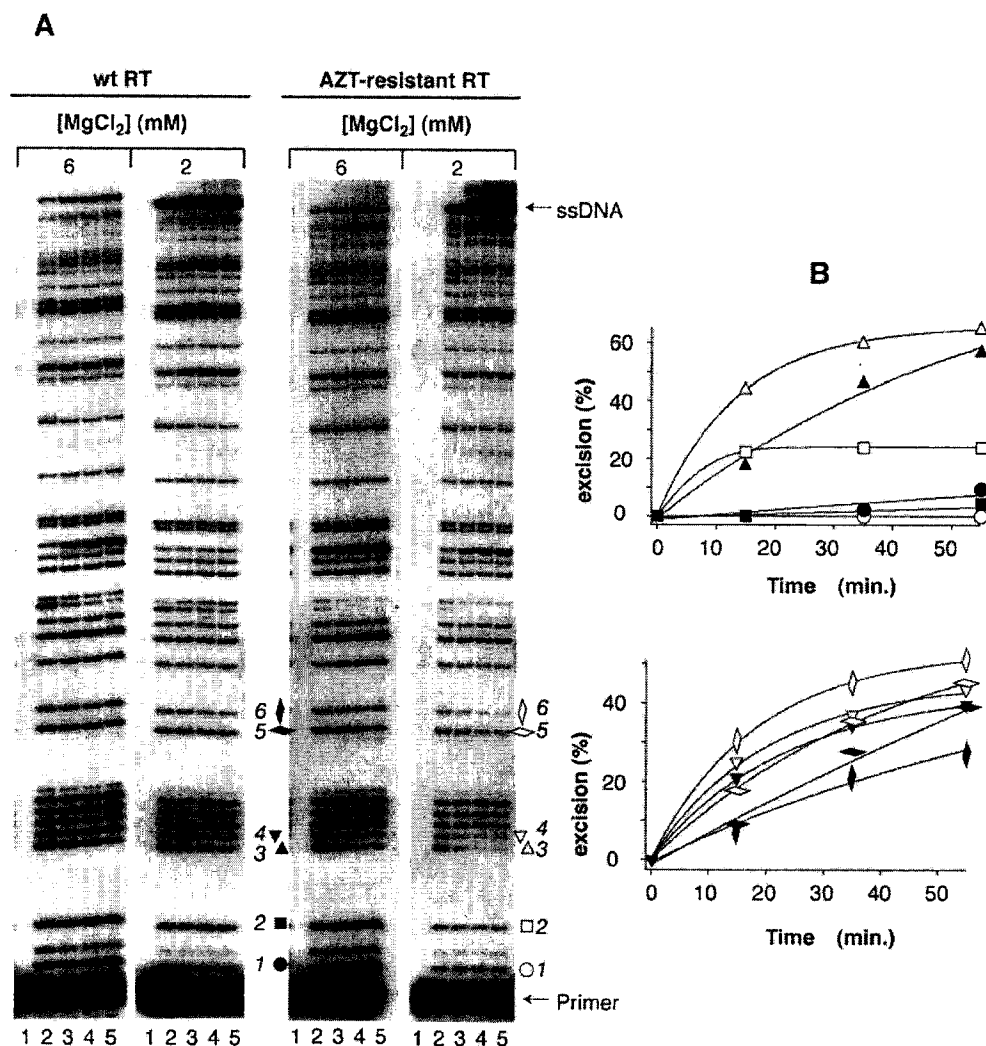 A
wt RT
AZT-resistant RT
[MgCl₂] (mM)
[MgCl₂] (mM)
6 2
6 2
← ssDNA
6
5
4
3
2
1
6
5
4
3
2
1
← Primer
1 2 3 4 5 1 2 3 4 5
1 2 3 4 5 1 2 3 4 5
B
excision (%)
60
40
20
0
0 10 20 30 40 50
Time (min.)
excision (%)
40
20
0
0 10 20 30 40 50
Time (min.)